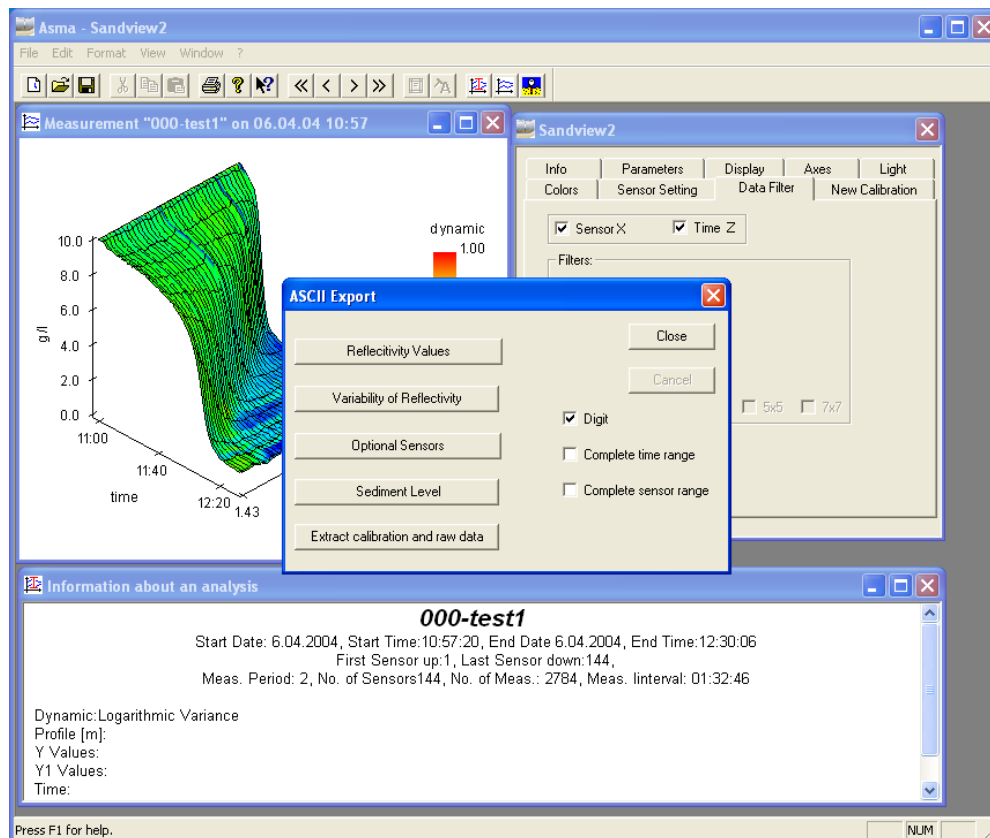 Asma - Sandview2
File Edit Format View Window ?
Measurement "000-test1" on 06.04.04 10:57
dynamic
1.00
10.0
8.0
6.0
4.0
2.0
0.0
g/l
11:00
11:40
12:20
time
1.43
Sandview2
Info Parameters Display Axes Light
Colors Sensor Setting Data Filter New Calibration
Sensor X Time Z
Filters:
5x5 7x7
ASCII Export
Reflecitivity Values
Variability of Reflectivity
Optional Sensors
Sediment Level
Extract calibration and raw data
Close
Cancel
Digit
Complete time range
Complete sensor range
Information about an analysis
000-test1
Start Date: 6.04.2004, Start Time:10:57:20, End Date 6.04.2004, End Time:12:30:06
First Sensor up:1, Last Sensor down:144,
Meas. Period: 2, No. of Sensors144, No. of Meas.: 2784, Meas. Iinterval: 01:32:46
Dynamic:Logarithmic Variance
Profile [m]:
Y Values:
Y1 Values:
Time:
Press F1 for help.
NUM